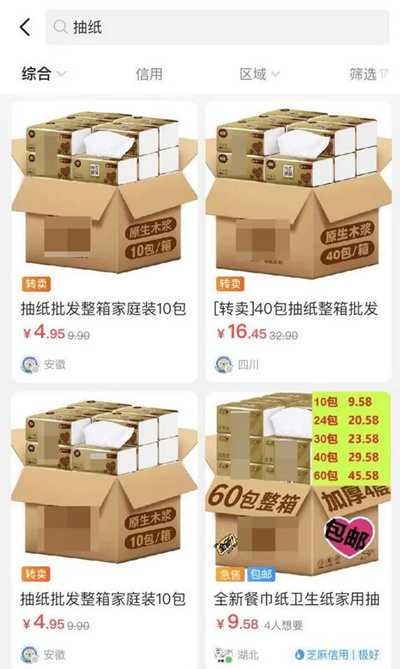 抽纸
综合 信用 区域 筛选
原生木浆
10包/箱
转卖
抽纸批发整箱家庭装10包
¥4.95 9.90
安徽
原生木浆
40包/箱
转卖
[转卖]40包抽纸整箱批发
¥16.45 32.90
四川
原生木浆
10包/箱
转卖
抽纸批发整箱家庭装10包
¥4.95 9.90
安徽
10包 9.58
24包 20.58
30包 23.58
40包 29.58
60包 45.58
60包整箱
加厚4层
包邮
急售 包邮
全新餐巾纸卫生纸家用抽
¥9.58 4人想要
湖北 芝麻信用 | 极好